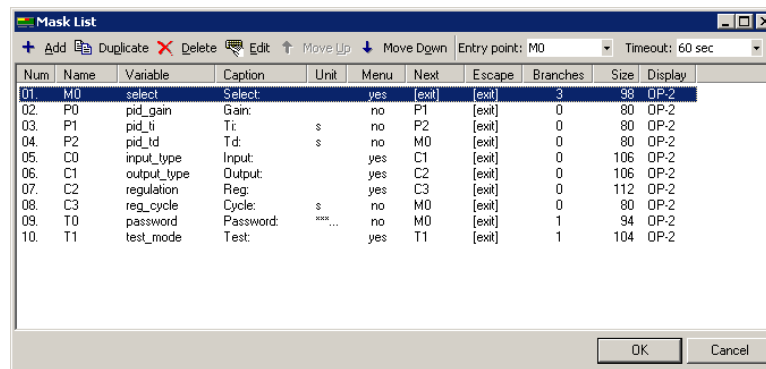 Mask List
Add Duplicate Delete Edit Move Up Move Down Entry point: M0 Timeout: 60 sec
Num Name Variable Caption Unit Menu Next Escape Branches Size Display
01. M0 select Select: yes [exit] [exit] 3 98 OP-2
02. P0 pid_gain Gain: no P1 [exit] 0 80 OP-2
03. P1 pid_ti Ti: s no P2 [exit] 0 80 OP-2
04. P2 pid_td Td: s no M0 [exit] 0 80 OP-2
05. C0 input_type Input: yes C1 [exit] 0 106 OP-2
06. C1 output_type Output: yes C2 [exit] 0 106 OP-2
07. C2 regulation Reg: yes C3 [exit] 0 112 OP-2
08. C3 reg_cycle Cycle: s no M0 [exit] 0 80 OP-2
09. T0 password Password: ***... no M0 [exit] 1 94 OP-2
10. T1 test_mode Test: yes T1 [exit] 1 104 OP-2
OK Cancel